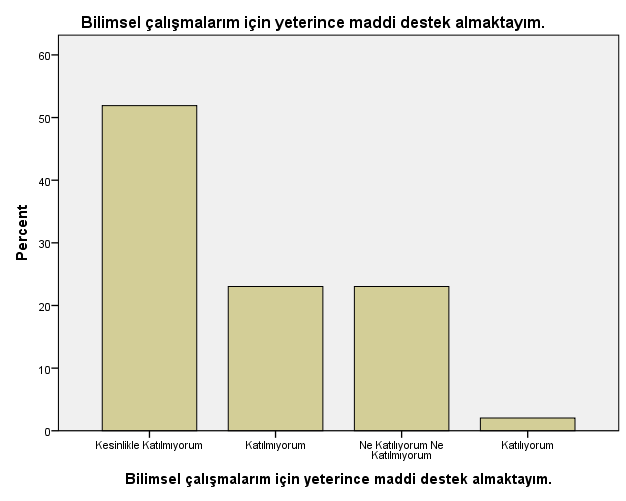 Bilimsel çalışmalarım için yeterince maddi destek almaktayım.
60
50
40
30
20
10
0
Percent
Kesinlikle Katılmıyorum
Katılmıyorum
Ne Katılıyorum Ne
Katılmıyorum
Katılıyorum
Bilimsel çalışmalarım için yeterince maddi destek almaktayım.